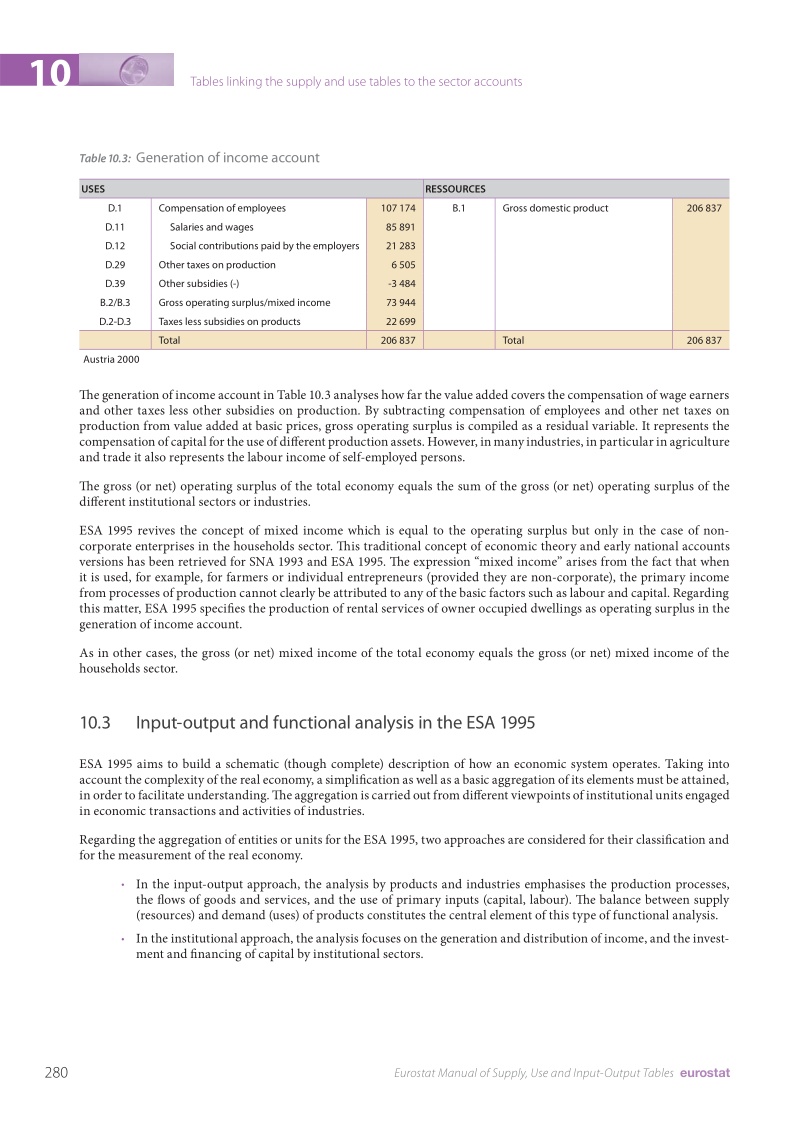 10
Tables linking the supply and use tables to the sector accounts
Table 10.3: Generation of income account
USES RESSOURCES
D.1 Compensation of employees 107 174 B.1 Gross domestic product 206 837
D.11 Salaries and wages 85 891
D.12 Social contributions paid by the employers 21 283
D.29 Other taxes on production 6 505
D.39 Other subsidies (-) -3 484
B.2/B.3 Gross operating surplus/mixed income 73 944
D.2-D.3 Taxes less subsidies on products 22 699
Total 206 837 Total 206 837
Austria 2000
The generation of income account in Table 10.3 analyses how far the value added covers the compensation of wage earners
and other taxes less other subsidies on production. By subtracting compensation of employees and other net taxes on
production from value added at basic prices, gross operating surplus is compiled as a residual variable. It represents the
compensation of capital for the use of different production assets. However, in many industries, in particular in agriculture
and trade it also represents the labour income of self-employed persons.
The gross (or net) operating surplus of the total economy equals the sum of the gross (or net) operating surplus of the
different institutional sectors or industries.
ESA 1995 revives the concept of mixed income which is equal to the operating surplus but only in the case of non-
corporate enterprises in the households sector. This traditional concept of economic theory and early national accounts
versions has been retrieved for SNA 1993 and ESA 1995. The expression “mixed income” arises from the fact that when
it is used, for example, for farmers or individual entrepreneurs (provided they are non-corporate), the primary income
from processes of production cannot clearly be attributed to any of the basic factors such as labour and capital. Regarding
this matter, ESA 1995 specifies the production of rental services of owner occupied dwellings as operating surplus in the
generation of income account.
As in other cases, the gross (or net) mixed income of the total economy equals the gross (or net) mixed income of the
households sector.
10.3 Input-output and functional analysis in the ESA 1995
ESA 1995 aims to build a schematic (though complete) description of how an economic system operates. Taking into
account the complexity of the real economy, a simplification as well as a basic aggregation of its elements must be attained,
in order to facilitate understanding. The aggregation is carried out from different viewpoints of institutional units engaged
in economic transactions and activities of industries.
Regarding the aggregation of entities or units for the ESA 1995, two approaches are considered for their classification and
for the measurement of the real economy.
• In the input-output approach, the analysis by products and industries emphasises the production processes,
the flows of goods and services, and the use of primary inputs (capital, labour). The balance between supply
(resources) and demand (uses) of products constitutes the central element of this type of functional analysis.
• In the institutional approach, the analysis focuses on the generation and distribution of income, and the invest-
ment and financing of capital by institutional sectors.
280 Eurostat Manual of Supply, Use and Input-Output Tables eurostat